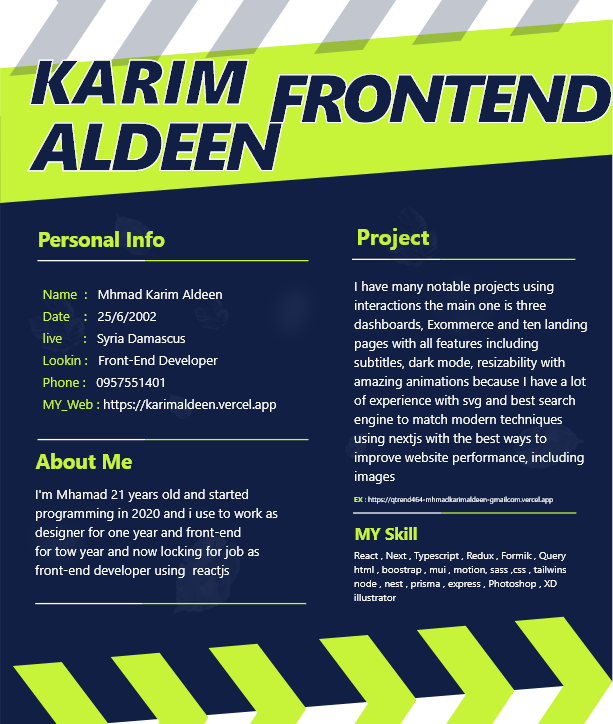 KARIM
ALDEEN
FRONTEND
Personal Info
Name : Mhmad Karim Aldeen
Date : 25/6/2002
live : Syria Damascus
Lookin : Front-End Developer
Phone : 0957551401
MY_Web : https://karimaldeen.vercel.app
About Me
I'm Mhamad 21 years old and started
programming in 2020 and i use to work as
designer for one year and front-end
for tow year and now locking for job as
front-end developer using reactjs
Project
I have many notable projects using
interactions the main one is three
dashboards, Exommerce and ten landing
pages with all features including
subtitles, dark mode, resizability with
amazing animations because I have a lot
of experience with svg and best search
engine to match modern techniques
using nextjs with the best ways to
improve website performance, including
images
EX : https://qtrend464-mhmadkarimaldeen-gmailcom.vercel.app
MY Skill
React , Next , Typescript , Redux , Formik , Query
html , boostrap , mui , motion, sass ,css , tailwins
node , nest , prisma , express , Photoshop , XD
illustrator